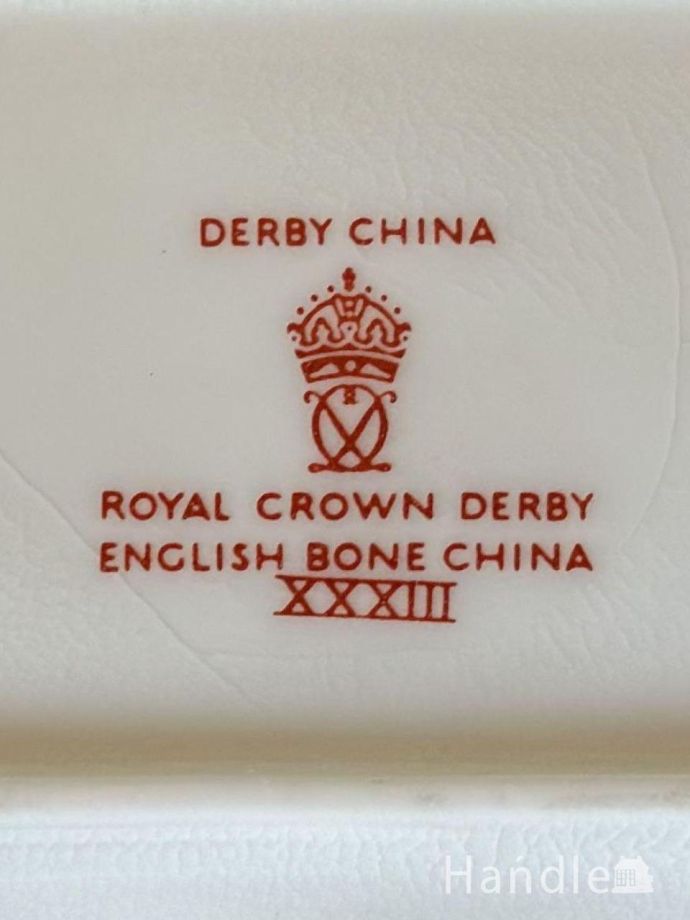 DERBY CHINA
ROYAL CROWN DERBY
ENGLISH BONE CHINA
XXXIII
Handle